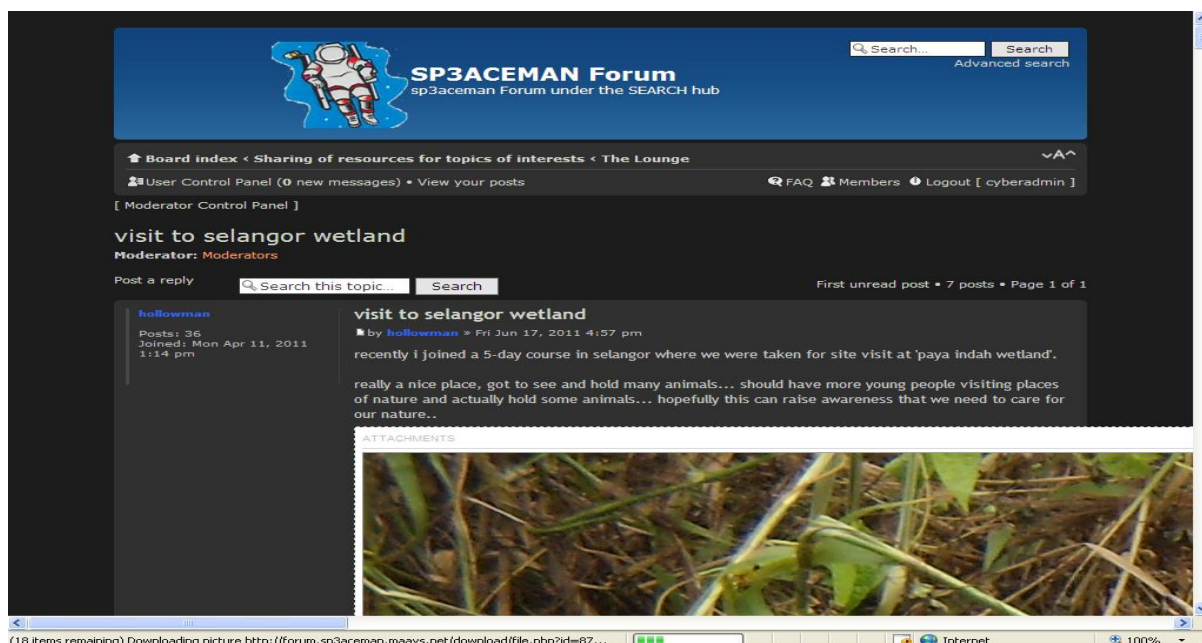 SP3ACEMAN Forum
sp3aceman Forum under the SEARCH hub
Search... Search
Advanced search
Board index ‹ Sharing of resources for topics of interests ‹ The Lounge
A
User Control Panel (0 new messages) • View your posts
FAQ Members Logout [ cyberadmin ]
[ Moderator Control Panel ]
visit to selangor wetland
Moderator: Moderators
Post a reply
Search this topic... Search
First unread post • 7 posts • Page 1 of 1
hollowman
Posts: 36
Joined: Mon Apr 11, 2011
1:14 pm
visit to selangor wetland
by hollowman » Fri Jun 17, 2011 4:57 pm
recently i joined a 5-day course in selangor where we were taken for site visit at 'paya indah wetland'.
really a nice place, got to see and hold many animals... should have more young people visiting places
of nature and actually hold some animals... hopefully this can raise awareness that we need to care for
our nature..
ATTACHMENTS
(18 items remaining) Downloading picture http://forum.sp3aceman.maays.net/download/file.php?id=87...
Internet
100%